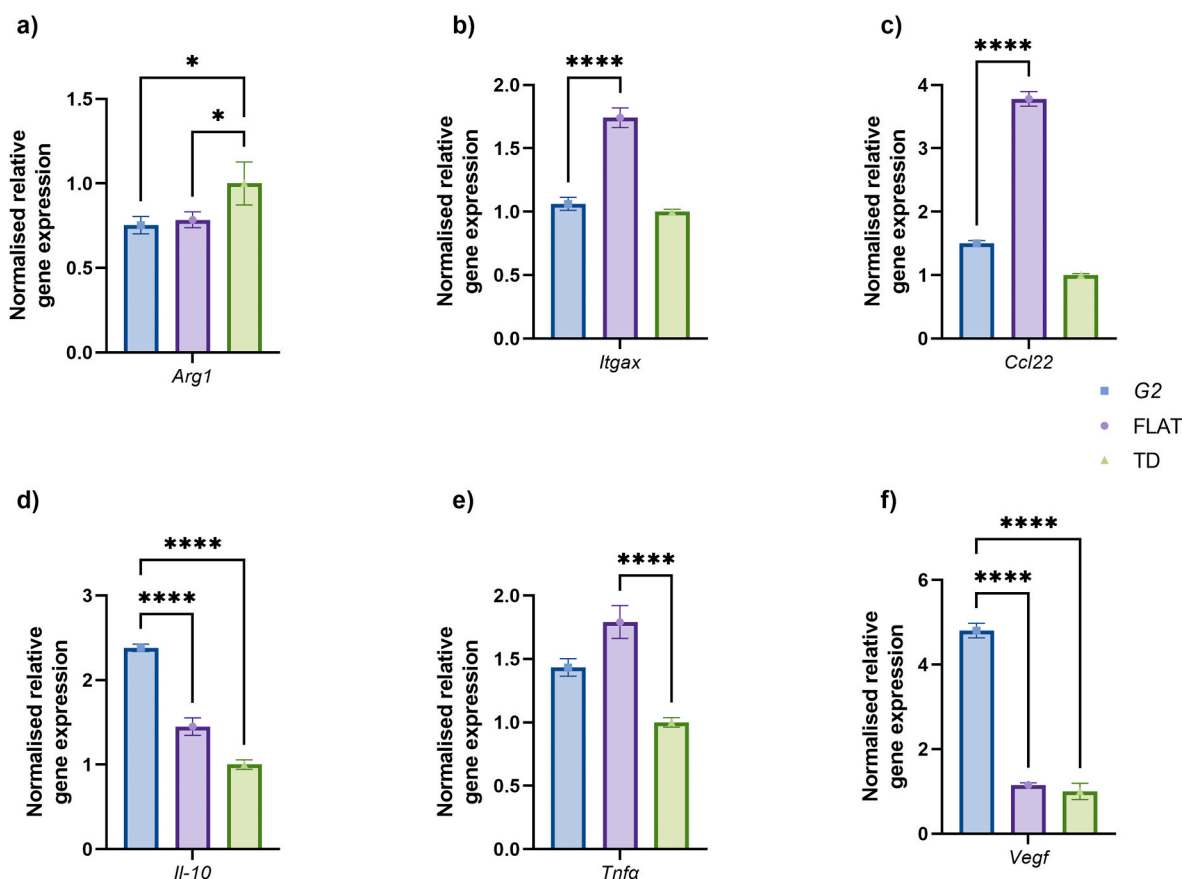 a)
*
*
Normalised relative
gene expression
1.5
1.0
0.5
0.0
Arg1
b)
****
Normalised relative
gene expression
2.0
1.5
1.0
0.5
0.0
Itgax
c)
****
Normalised relative
gene expression
4
3
2
1
0
Ccl22
G2
FLAT
TD
d)
****
****
Normalised relative
gene expression
3
2
1
0
Il-10
e)
****
Normalised relative
gene expression
2.0
1.5
1.0
0.5
0.0
Tnfα
f)
****
****
Normalised relative
gene expression
6
4
2
0
Vegf